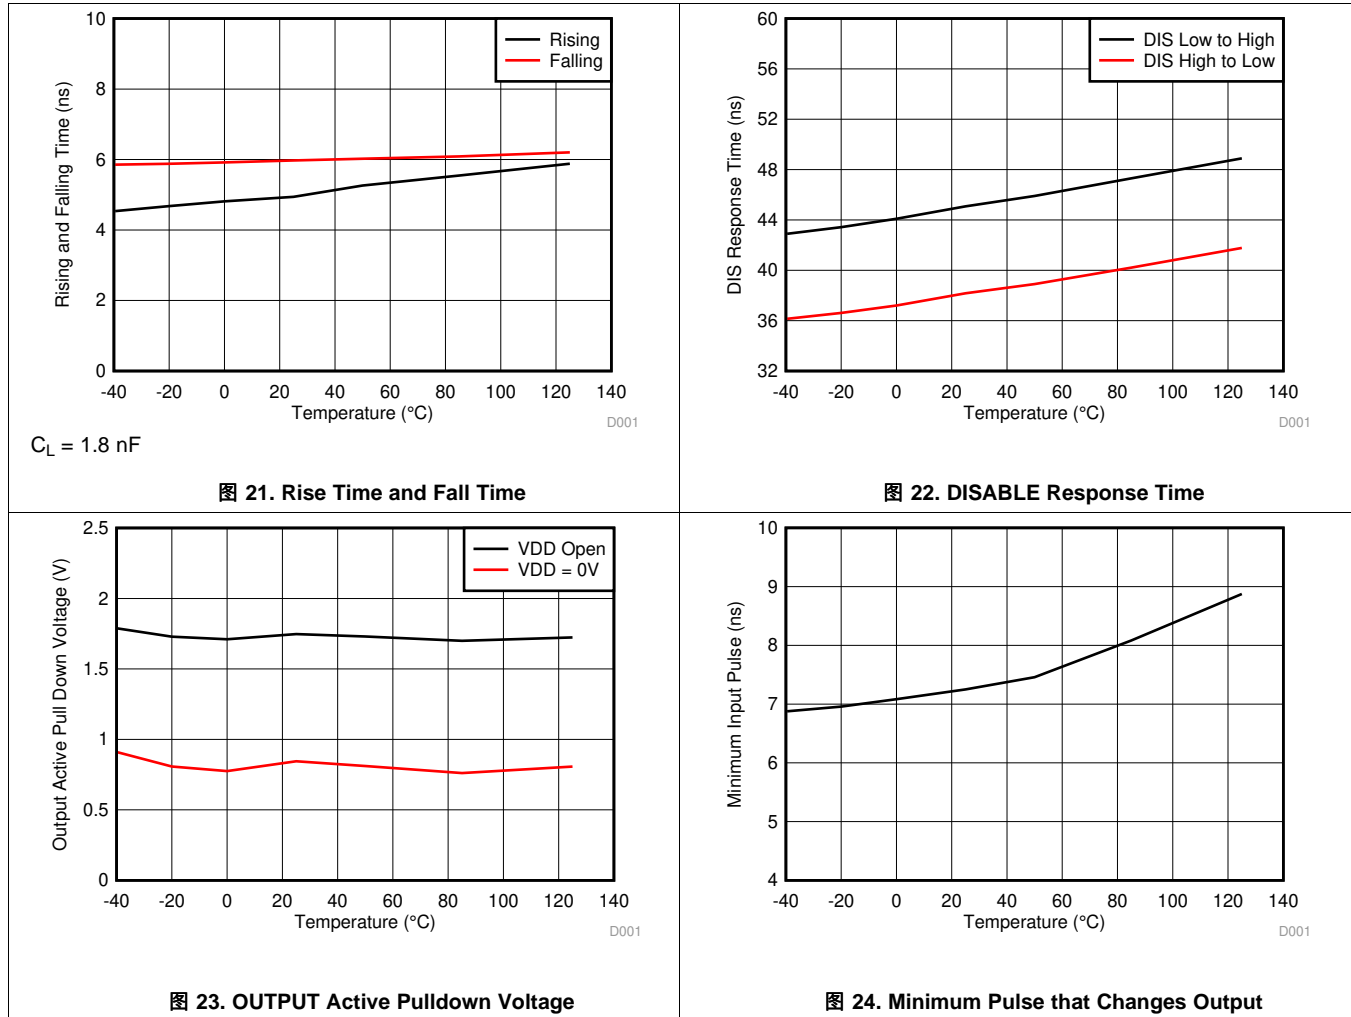 10
8
6
4
2
0
Rising and Falling Time (ns)
Rising
Falling
-40 -20 0 20 40 60 80 100 120 140
Temperature (°C)
D001
C_L = 1.8 nF
图 21. Rise Time and Fall Time
60
56
52
48
44
40
36
32
DIS Response Time (ns)
DIS Low to High
DIS High to Low
-40 -20 0 20 40 60 80 100 120 140
Temperature (°C)
D001
图 22. DISABLE Response Time
2.5
2
1.5
1
0.5
0
Output Active Pull Down Voltage (V)
VDD Open
VDD = 0V
-40 -20 0 20 40 60 80 100 120 140
Temperature (°C)
D001
图 23. OUTPUT Active Pulldown Voltage
10
9
8
7
6
5
4
Minimum Input Pulse (ns)
-40 -20 0 20 40 60 80 100 120 140
Temperature (°C)
D001
图 24. Minimum Pulse that Changes Output